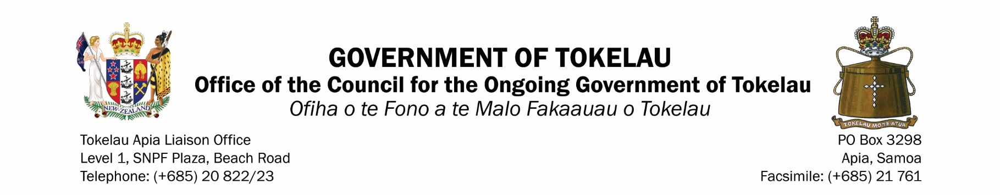 GOVERNMENT OF TOKELAU
Office of the Council for the Ongoing Government of Tokelau
Ofiha o te Fono a te Malo Fakaauau o Tokelau
NEW ZEALAND
TOKELAU MO TE ATUA
Tokelau Apia Liaison Office
Level 1, SNPF Plaza, Beach Road
Telephone: (+685) 20 822/23
PO Box 3298
Apia, Samoa
Facsimile: (+685) 21 761